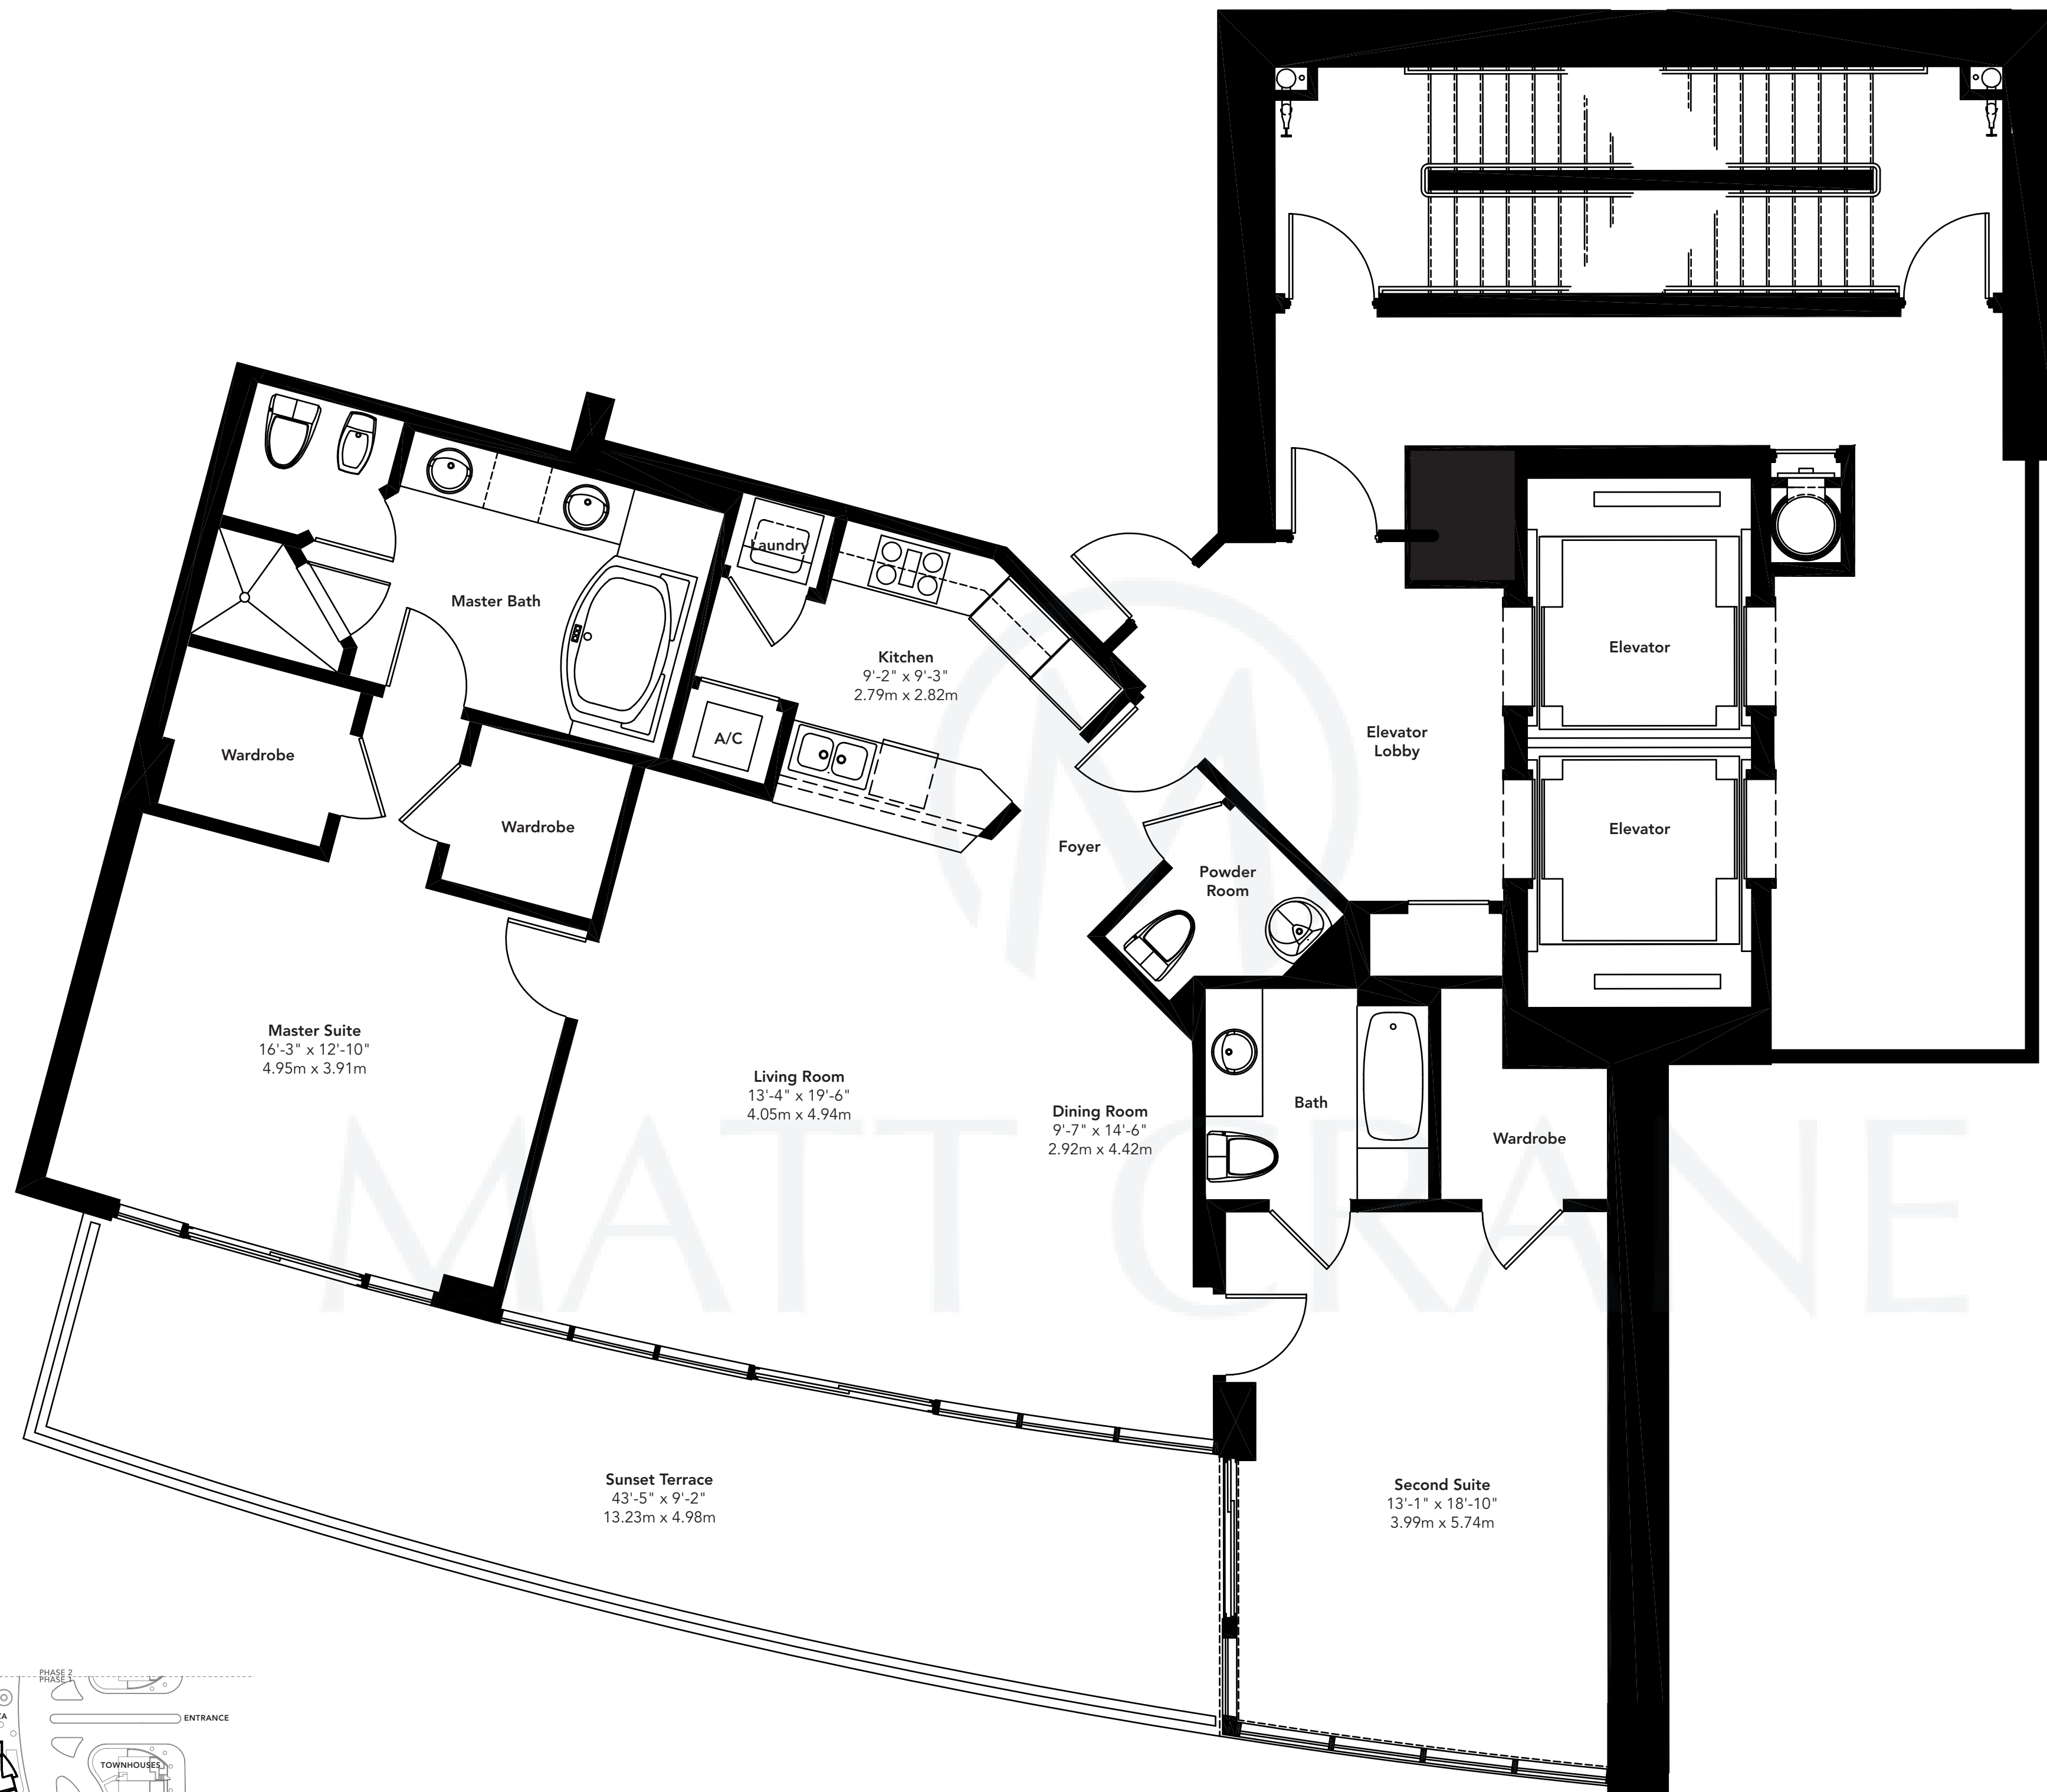 Laundry
Master Bath
Kitchen
9'-2" x 9'-3"
2.79m x 2.82m
Elevator
A/C
Elevator
Lobby
Wardrobe
Wardrobe
Elevator
Foyer
Powder
Room
Master Suite
16'-3" x 12'-10"
4.95m x 3.91m
Living Room
13'-4" x 19'-6"
4.05m x 4.94m
Dining Room
9'-7" x 14'-6"
2.92m x 4.42m
Bath
Wardrobe
MATT CRANE
Sunset Terrace
43'-5" x 9'-2"
13.23m x 4.98m
Second Suite
13'-1" x 18'-10"
3.99m x 5.74m
PHASE 2
PHASE 1
ENTRANCE
TOWNHOUSES